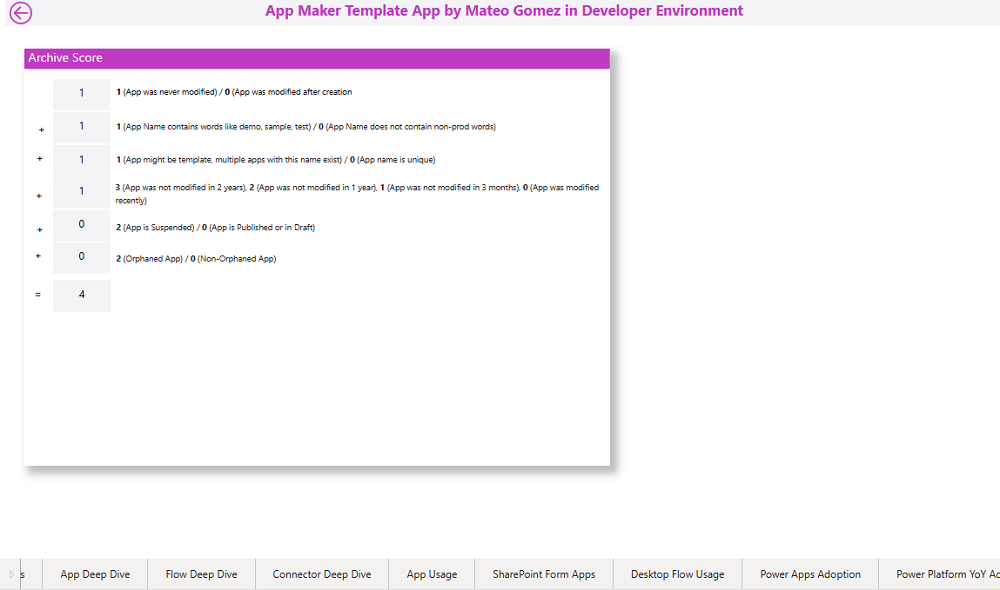 App Maker Template App by Mateo Gomez in Developer Environment
Archive Score
1 1 (App was never modified) / 0 (App was modified after creation
+ 1 1 (App Name contains words like demo, sample, test) / 0 (App Name does not contain non-prod words)
+ 1 1 (App might be template, multiple apps with this name exist) / 0 (App name is unique)
+ 1 3 (App was not modified in 2 years), 2 (App was not modified in 1 year), 1 (App was not modified in 3 months), 0 (App was modified
recently)
+ 0 2 (App is Suspended) / 0 (App is Published or in Draft)
+ 0 2 (Orphaned App) / 0 (Non-Orphaned App)
= 4
s App Deep Dive Flow Deep Dive Connector Deep Dive App Usage SharePoint Form Apps Desktop Flow Usage Power Apps Adoption Power Platform YoY Ac